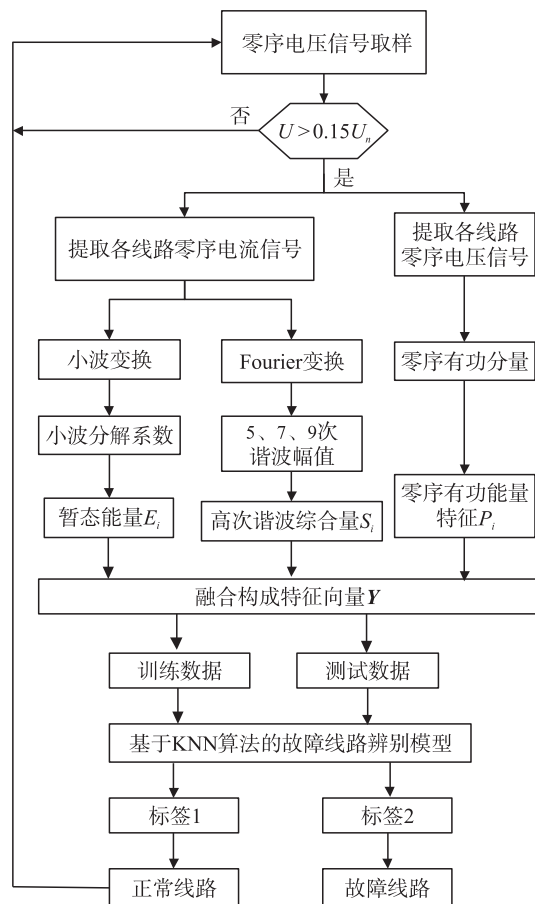 零序电压信号取样
否
U>0.15Uₙ
是
提取各线路零序电流信号
提取各线路
零序电压信号
小波变换
Fourier变换
零序有功分量
小波分解系数
5、7、9次
谐波幅值
暂态能量Eᵢ
高次谐波综合量Sᵢ
零序有功能量
特征Pᵢ
融合构成特征向量Y
训练数据
测试数据
基于KNN算法的故障线路辨别模型
标签1
标签2
正常线路
故障线路